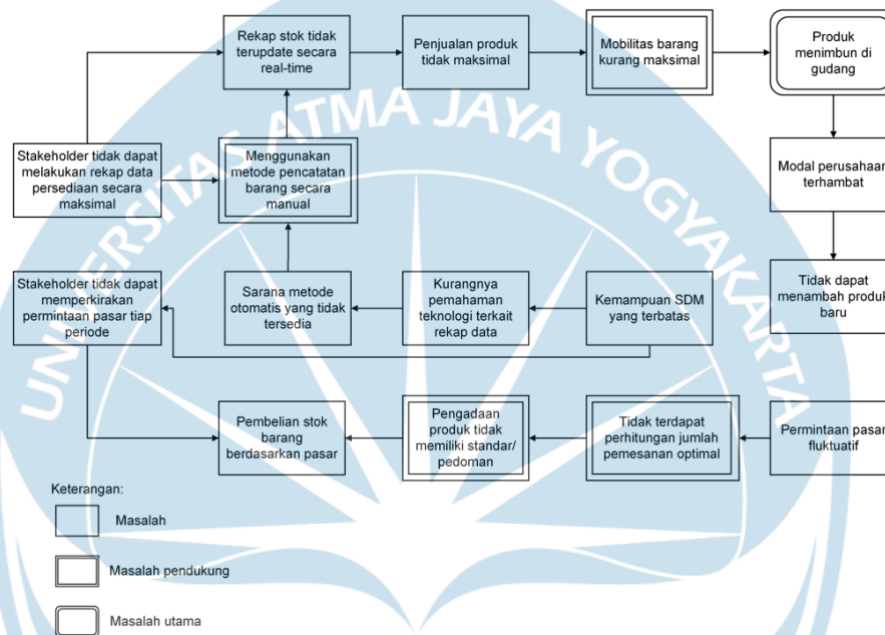 Rekap stok tidak
terupdate secara
real-time
Penjualan produk
tidak maksimal
Mobilitas barang
kurang maksimal
Produk
menimbun di
gudang
Stakeholder tidak dapat
melakukan rekap data
persediaan secara
maksimal
Menggunakan
metode pencatatan
barang secara
manual
Modal perusahaan
terhambat
Stakeholder tidak dapat
memperkirakan
permintaan pasar tiap
periode
Sarana metode
otomatis yang tidak
tersedia
Kurangnya
pemahaman
teknologi terkait
rekap data
Kemampuan SDM
yang terbatas
Tidak dapat
menambah produk
baru
Pembelian stok
barang
berdasarkan pasar
Pengadaan
produk tidak
memiliki standar/
pedoman
Tidak terdapat
perhitungan jumlah
pemesanan optimal
Permintaan pasar
fluktuatif
Keterangan:
Masalah
Masalah pendukung
Masalah utama
UNIVERSITAS ATMA JAYA YOGYAKARTA